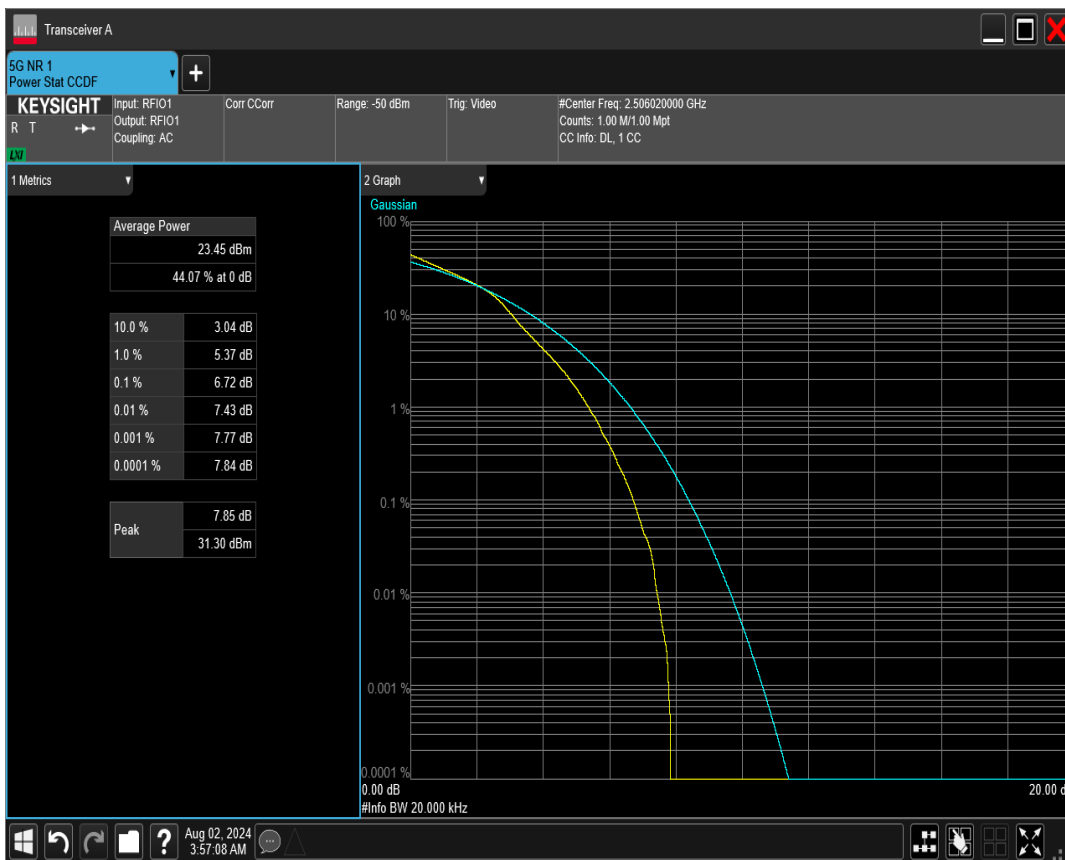 Transceiver A
5G NR 1
Power Stat CCDF
+
KEYSIGHT
R T
LXI
Input: RFIO1
Output: RFIO1
Coupling: AC
Corr CCorr
Range: -50 dBm
Trig: Video
#Center Freq: 2.506020000 GHz
Counts: 1.00 M/1.00 Mpt
CC Info: DL, 1 CC
1 Metrics
Average Power
23.45 dBm
44.07 % at 0 dB
10.0 % 3.04 dB
1.0 % 5.37 dB
0.1 % 6.72 dB
0.01 % 7.43 dB
0.001 % 7.77 dB
0.0001 % 7.84 dB
Peak
7.85 dB
31.30 dBm
2 Graph
Gaussian
100 %
10 %
1 %
0.1 %
0.01 %
0.001 %
0.0001 %
0.00 dB
20.00 d
#Info BW 20.000 kHz
?
Aug 02, 2024
3:57:08 AM